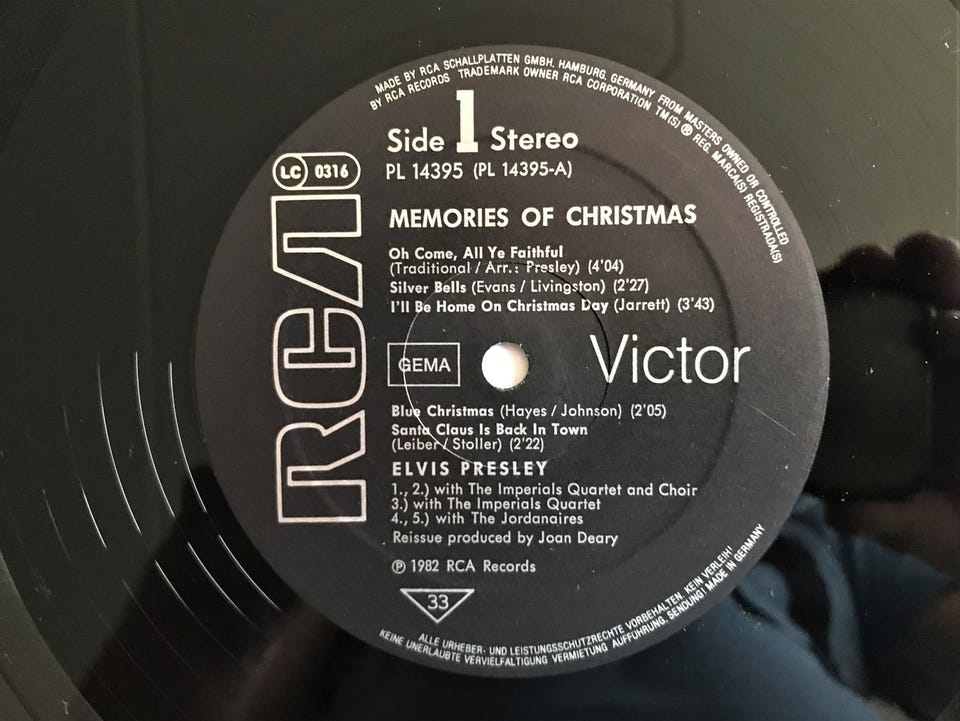 MADE BY RCA SCHALLPLATTEN GMBH. HAMBURG. GERMANY FROM MASTERS OWNED OR CONTROLLED
BY RCA RECORDS TRADEMARK OWNER RCA CORPORATION TM(S) ® REG. MARCA(S) REGISTRADA(S)
Side 1 Stereo
PL 14395 (PL 14395-A)
LC 0316
RCA
MEMORIES OF CHRISTMAS
Oh Come, All Ye Faithful
(Traditional / Arr.: Presley) (4'04)
Silver Bells (Evans / Livingston) (2'27)
I'll Be Home On Christmas Day (Jarrett) (3'43)
GEMA
Victor
Blue Christmas (Hayes / Johnson) (2'05)
Santa Claus Is Back In Town
(Leiber / Stoller) (2'22)
ELVIS PRESLEY
1., 2.) with The Imperials Quartet and Choir
3.) with The Imperials Quartet
4., 5.) with The Jordanaires
Reissue produced by Joan Deary
℗ 1982 RCA Records
33
ALLE URHEBER- UND LEISTUNGSSCHUTZRECHTE VORBEHALTEN, KEIN VERLEIH!
KEINE UNERLAUBTE VERVIELFALTIGUNG VERMIETUNG AUFFÜHRUNG, SENDUNG! MADE IN GERMANY